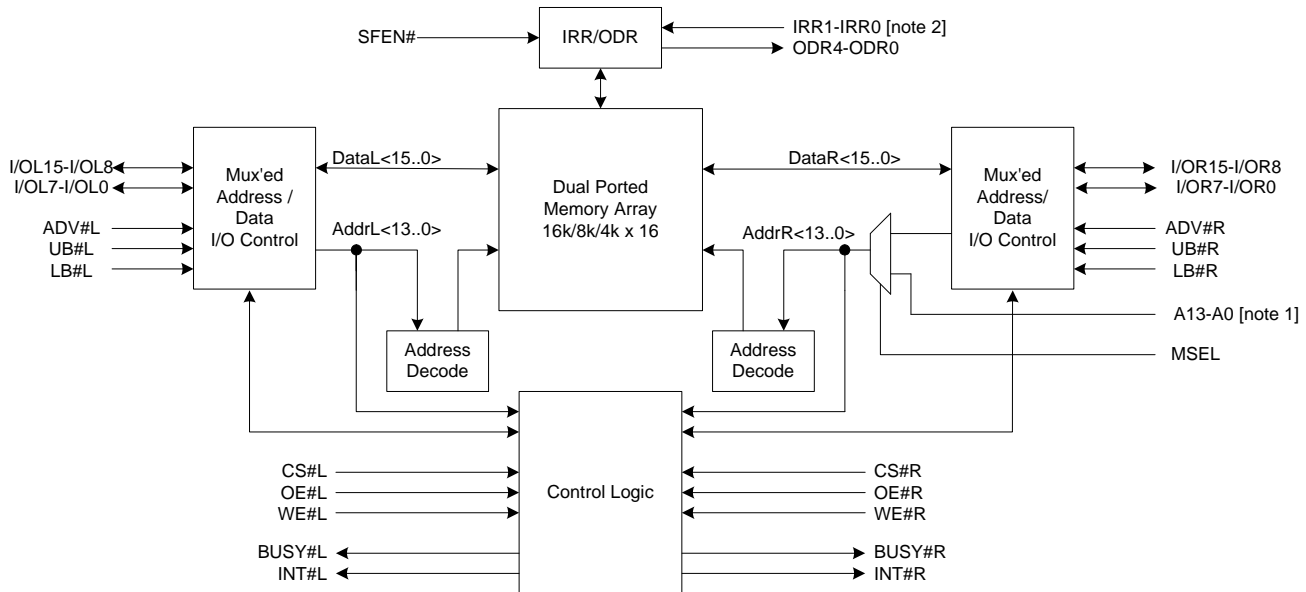 IRR1-IRR0 [note 2]
SFEN#
IRR/ODR
ODR4-ODR0
I/OL15-I/OL8
I/OL7-I/OL0
ADV#L
UB#L
LB#L
Mux'ed
Address /
Data
I/O Control
DataL<15..0>
AddrL<13..0>
Dual Ported
Memory Array
16k/8k/4k x 16
DataR<15..0>
AddrR<13..0>
Mux'ed
Address/
Data
I/O Control
I/OR15-I/OR8
I/OR7-I/OR0
ADV#R
UB#R
LB#R
A13-A0 [note 1]
MSEL
Address
Decode
Address
Decode
Control Logic
CS#L
OE#L
WE#L
BUSY#L
INT#L
CS#R
OE#R
WE#R
BUSY#R
INT#R